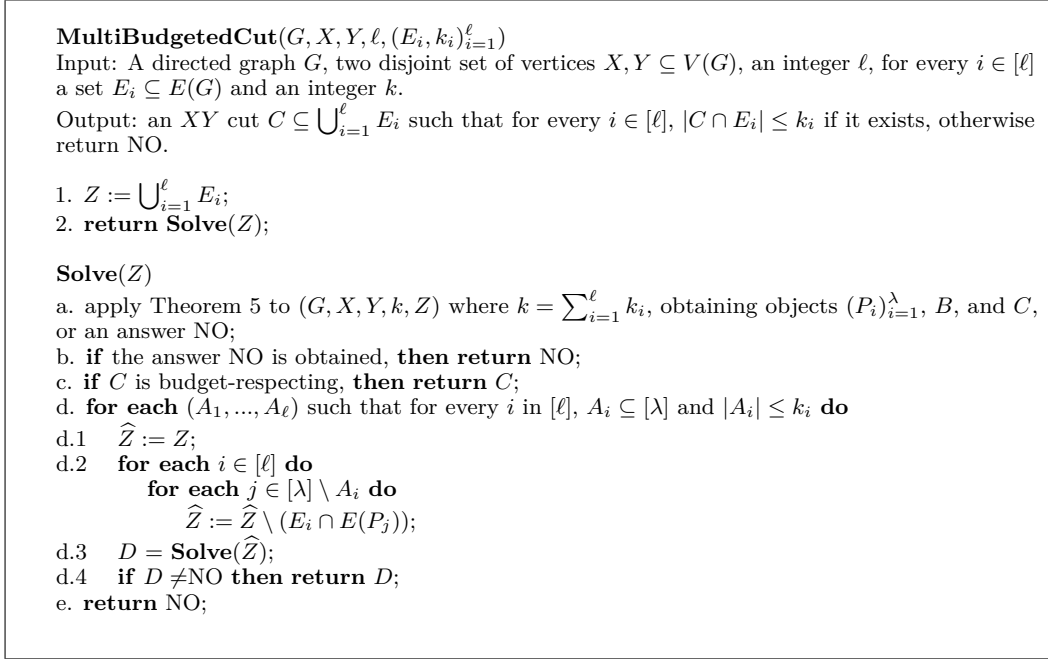 MultiBudgetedCut(G, X, Y, ℓ, (E_i, k_i)_{i=1}^ℓ)
Input: A directed graph G, two disjoint set of vertices X, Y ⊆ V(G), an integer ℓ, for every i ∈ [ℓ]
a set E_i ⊆ E(G) and an integer k.
Output: an XY cut C ⊆ ⋃_{i=1}^ℓ E_i such that for every i ∈ [ℓ], |C ∩ E_i| ≤ k_i if it exists, otherwise
return NO.
1. Z := ⋃_{i=1}^ℓ E_i;
2. return Solve(Z);
Solve(Z)
a. apply Theorem 5 to (G, X, Y, k, Z) where k = ∑_{i=1}^ℓ k_i, obtaining objects (P_i)_{i=1}^λ, B, and C,
or an answer NO;
b. if the answer NO is obtained, then return NO;
c. if C is budget-respecting, then return C;
d. for each (A_1, ..., A_ℓ) such that for every i in [ℓ], A_i ⊆ [λ] and |A_i| ≤ k_i do
d.1 Ẑ := Z;
d.2 for each i ∈ [ℓ] do
for each j ∈ [λ] \ A_i do
Ẑ := Ẑ \ (E_i ∩ E(P_j));
d.3 D = Solve(Ẑ);
d.4 if D ≠NO then return D;
e. return NO;